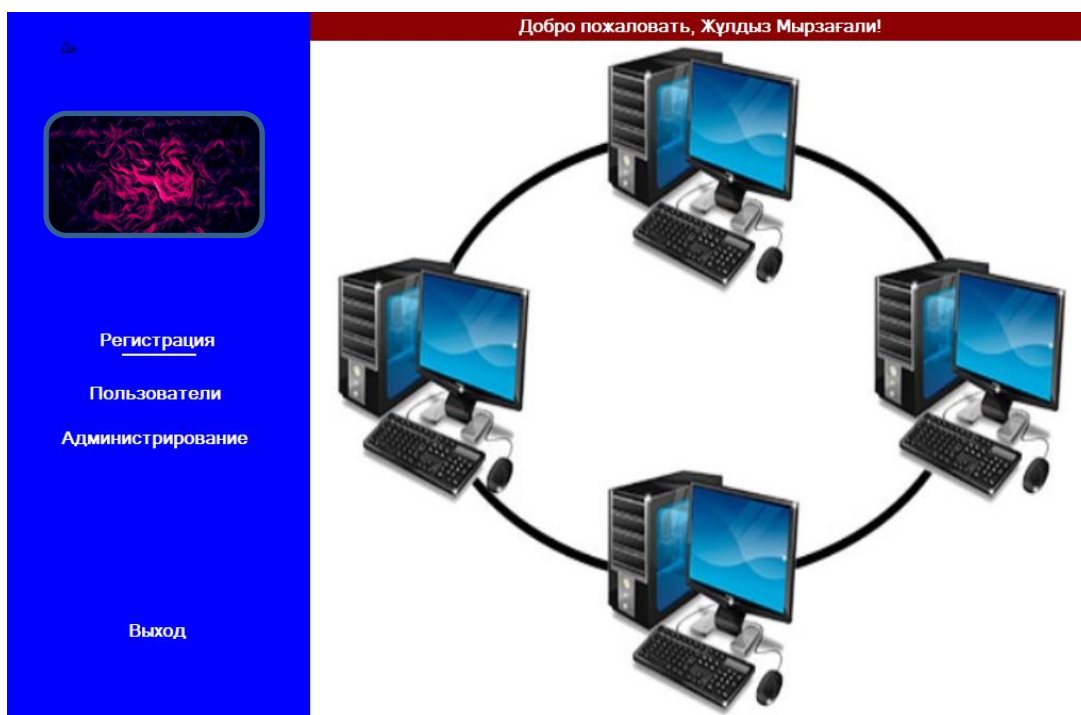 Добро пожаловать, Жұлдыз Мырзағали!
Регистрация
Пользователи
Администрирование
Выход